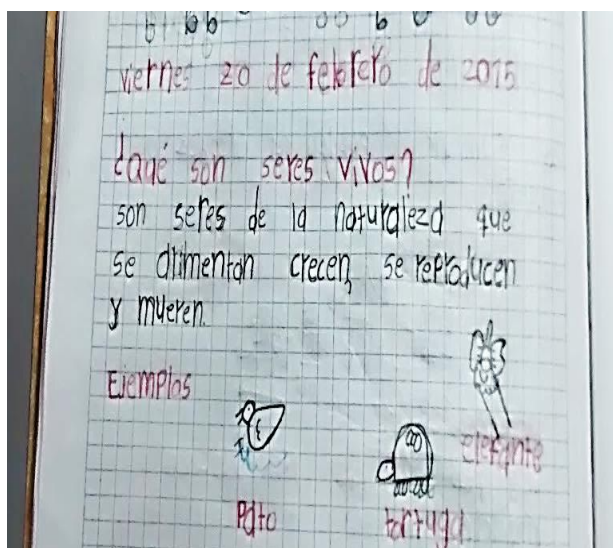 viernes 20 de febrero de 2015
¿Qué son seres vivos?
son seres de la naturaleza que
se alimentan crecen, se reproducen
y mueren.
Ejemplos
elefante
Pato tortuga